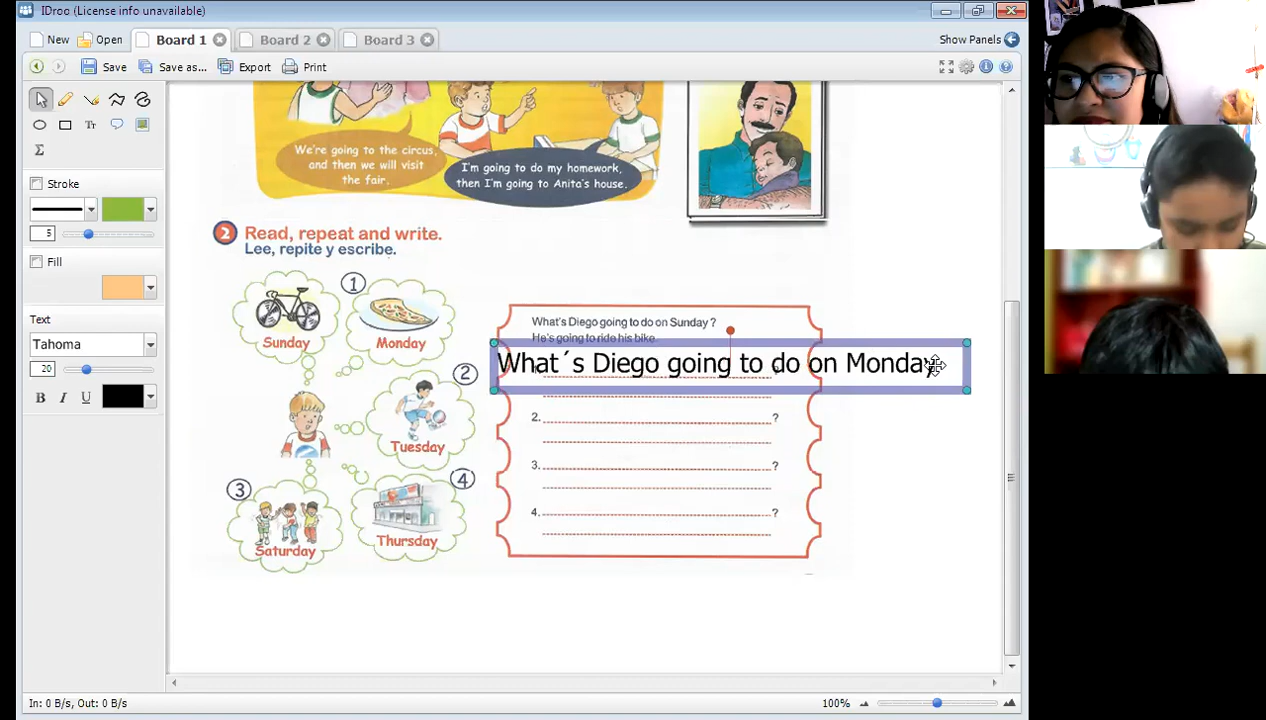 IDroo (License info unavailable)
New
Open
Board 1
Board 2
Board 3
Show Panels
Save
Save as...
Export
Print
Tr
Σ
Stroke
5
Fill
Text
Tahoma
20
B I U
We're going to the circus,
and then we will visit
the fair.
I'm going to do my homework,
then I'm going to Anita's house.
2 Read, repeat and write.
Lee, repite y escribe.
Sunday
1
Monday
2
Tuesday
3
Saturday
4
Thursday
What's Diego going to do on Sunday ?
He's going to ride his bike.
What´s Diego going to do on Monday
2. ?
3. ?
4. ?
In: 0 B/s, Out: 0 B/s
100%